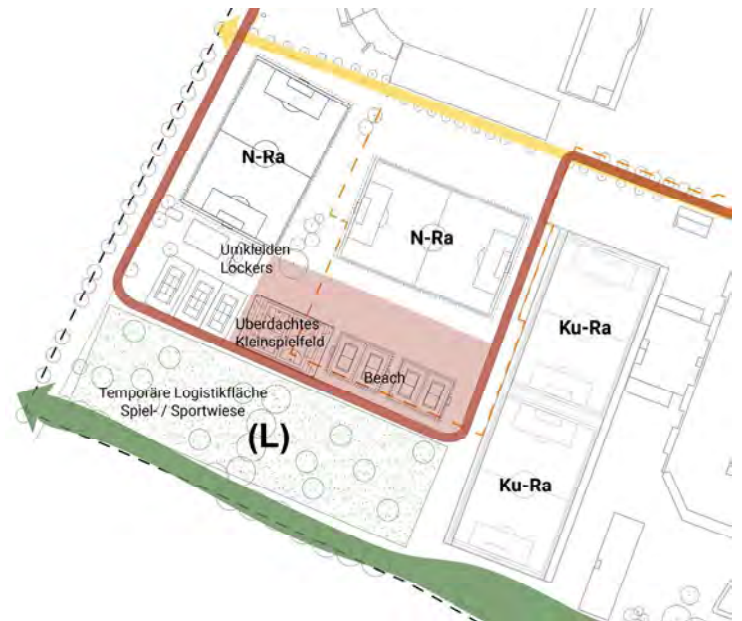 N-Ra
N-Ra
Umkleiden
Lockers
Ku-Ra
Überdachtes
Kleinspielfeld
Beach
Temporäre Logistikfläche
Spiel- / Sportwiese
(L)
Ku-Ra